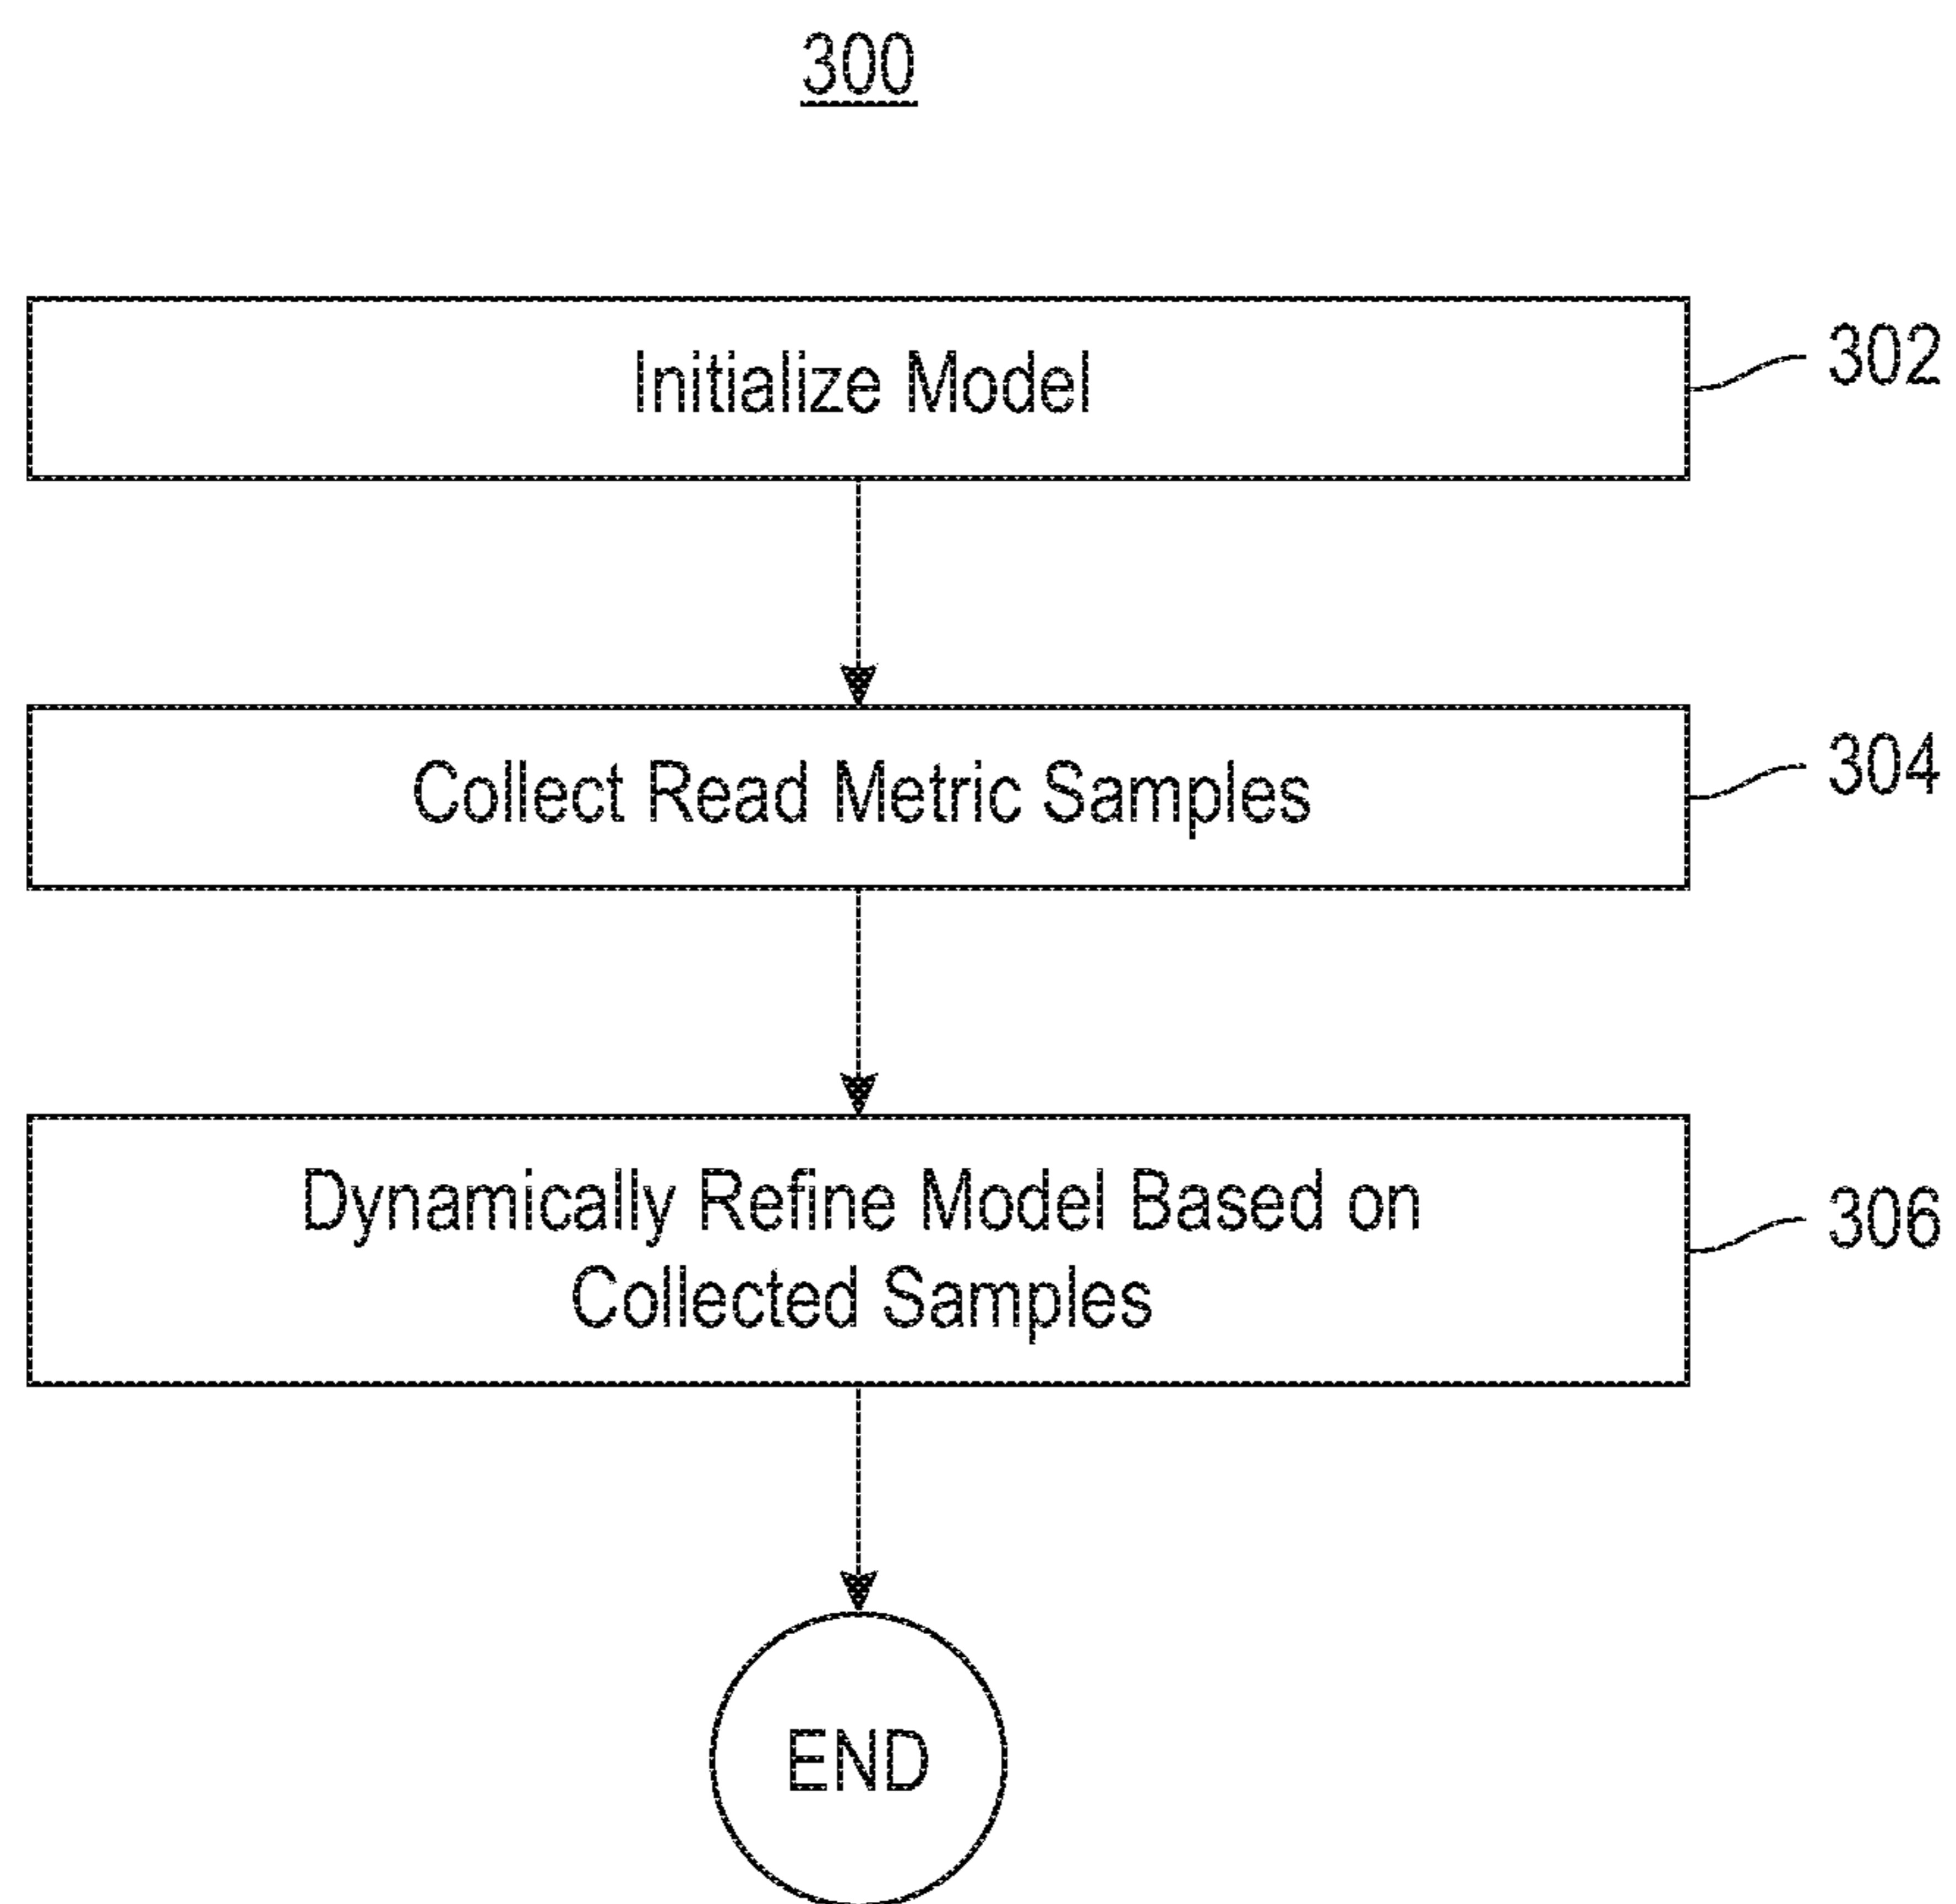 300
Initialize Model
302
Collect Read Metric Samples
304
Dynamically Refine Model Based on
Collected Samples
306
END